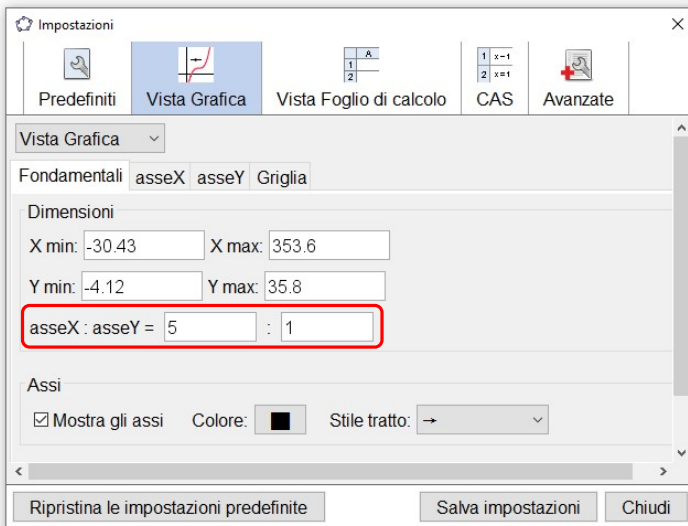 Impostazioni
A
1
2
1 x-1
2 x=1
Predefiniti Vista Grafica Vista Foglio di calcolo CAS Avanzate
Vista Grafica
Fondamentali asseX asseY Griglia
Dimensioni
X min: -30.43 X max: 353.6
Y min: -4.12 Y max: 35.8
asseX : asseY = 5 : 1
Assi
Mostra gli assi Colore: Stile tratto:
Ripristina le impostazioni predefinite Salva impostazioni Chiudi